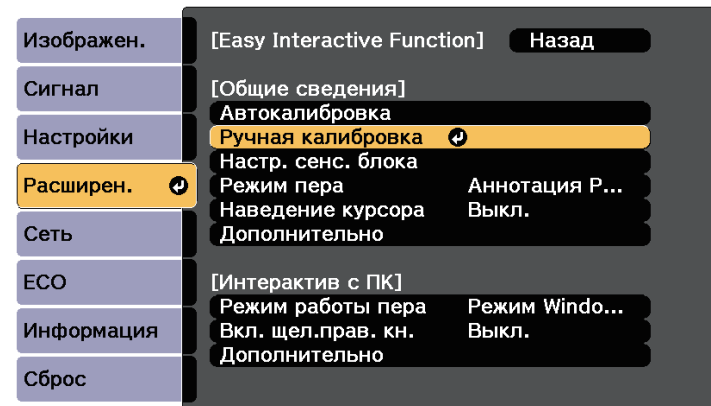 Изображен.
Сигнал
Настройки
Расширен.
Сеть
ECO
Информация
Сброс
[Easy Interactive Function] Назад
[Общие сведения]
Автокалибровка
Ручная калибровка
Настр. сенс. блока
Режим пера Аннотация P...
Наведение курсора Выкл.
Дополнительно
[Интерактив с ПК]
Режим работы пера Режим Windo...
Вкл. щел.прав. кн. Выкл.
Дополнительно